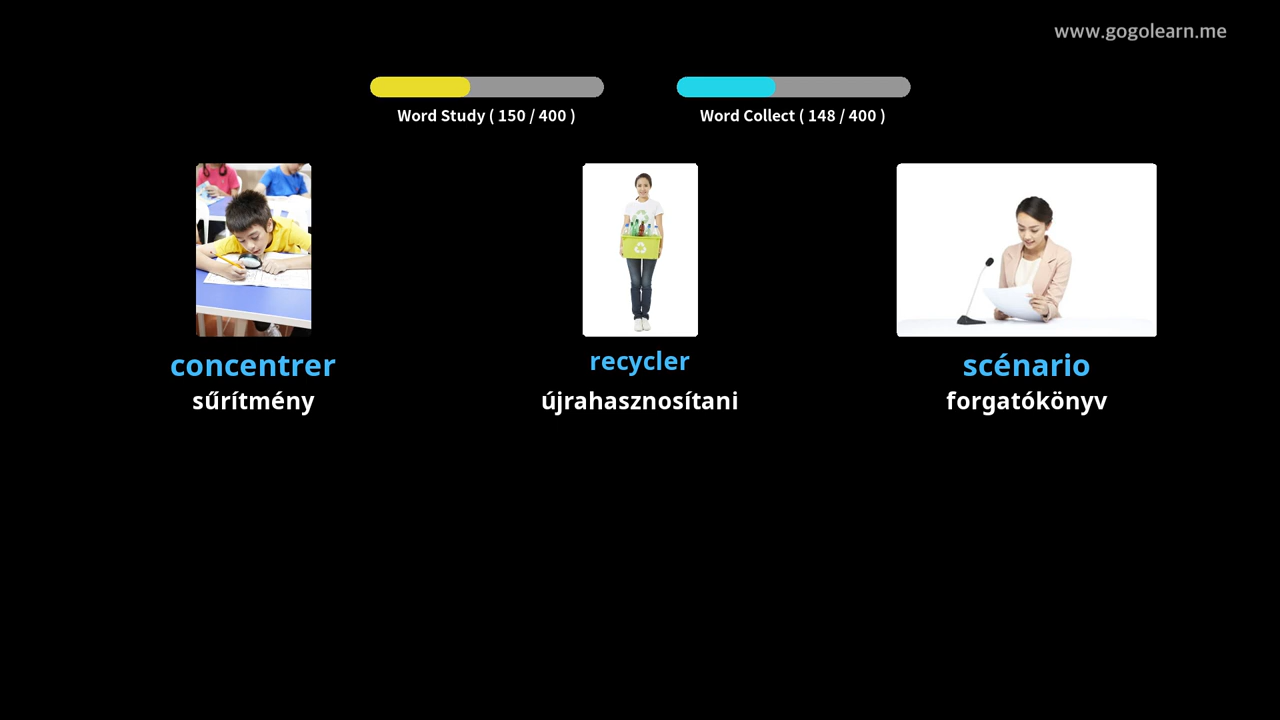 www.gogolearn.me
Word Study ( 150 / 400 )
Word Collect ( 148 / 400 )
concentrer
sűrítmény
recycler
újrahasznosítani
scénario
forgatókönyv